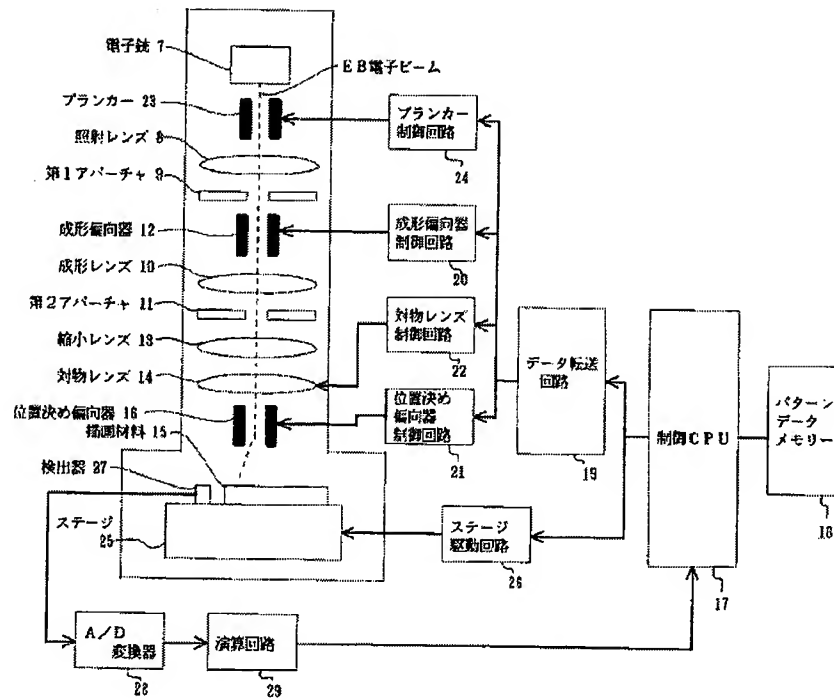 電子銃 7
EB電子ビーム
ブランカー 23
ブランカー
制御回路
24
照射レンズ 8
第1アパーチャ 9
成形偏向器 12
成形偏向器
制御回路
20
成形レンズ 10
第2アパーチャ 11
対物レンズ
制御回路
22
縮小レンズ 13
対物レンズ 14
データ転送
回路
19
制御CPU
17
パターン
データ
メモリー
18
位置決め偏向器 16
位置決め
偏向器
制御回路
21
描画材料 15
検出器 27
ステージ
25
ステージ
駆動回路
26
A/D
変換器
28
演算回路
29